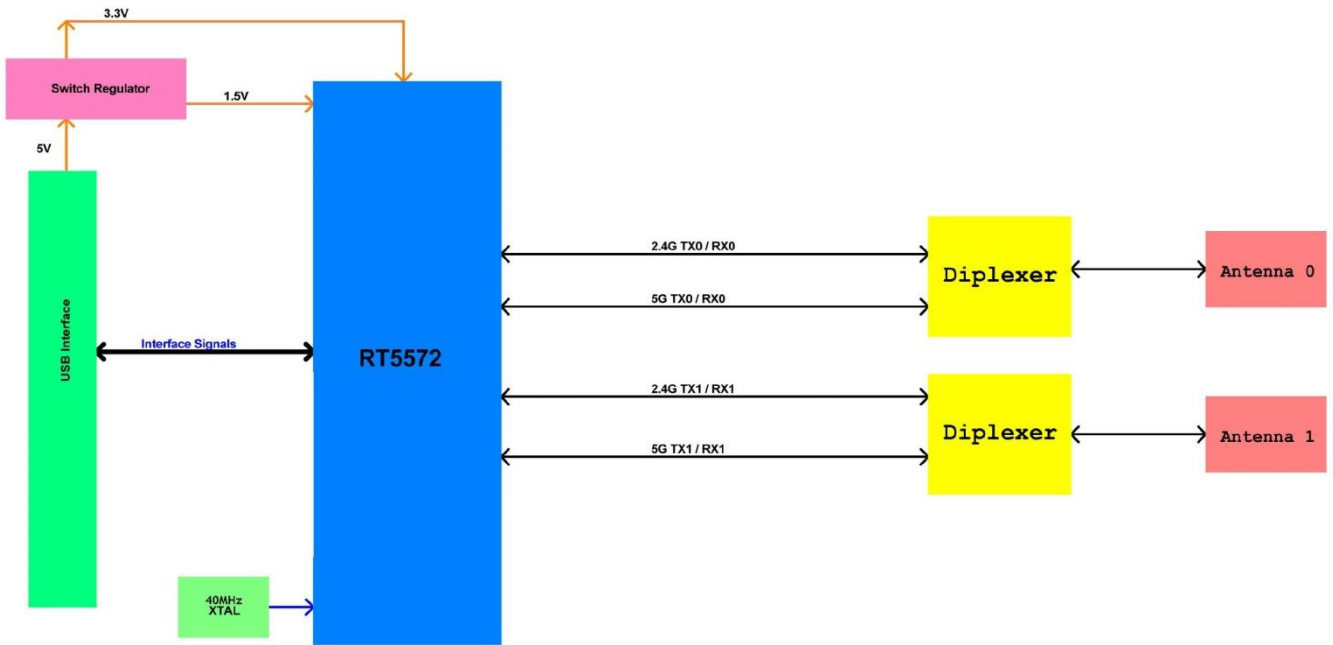 3.3V
Switch Regulator
1.5V
5V
USB Interface
Interface Signals
RT5572
40MHz
XTAL
2.4G TX0 / RX0
5G TX0 / RX0
Diplexer
Antenna 0
2.4G TX1 / RX1
5G TX1 / RX1
Diplexer
Antenna 1